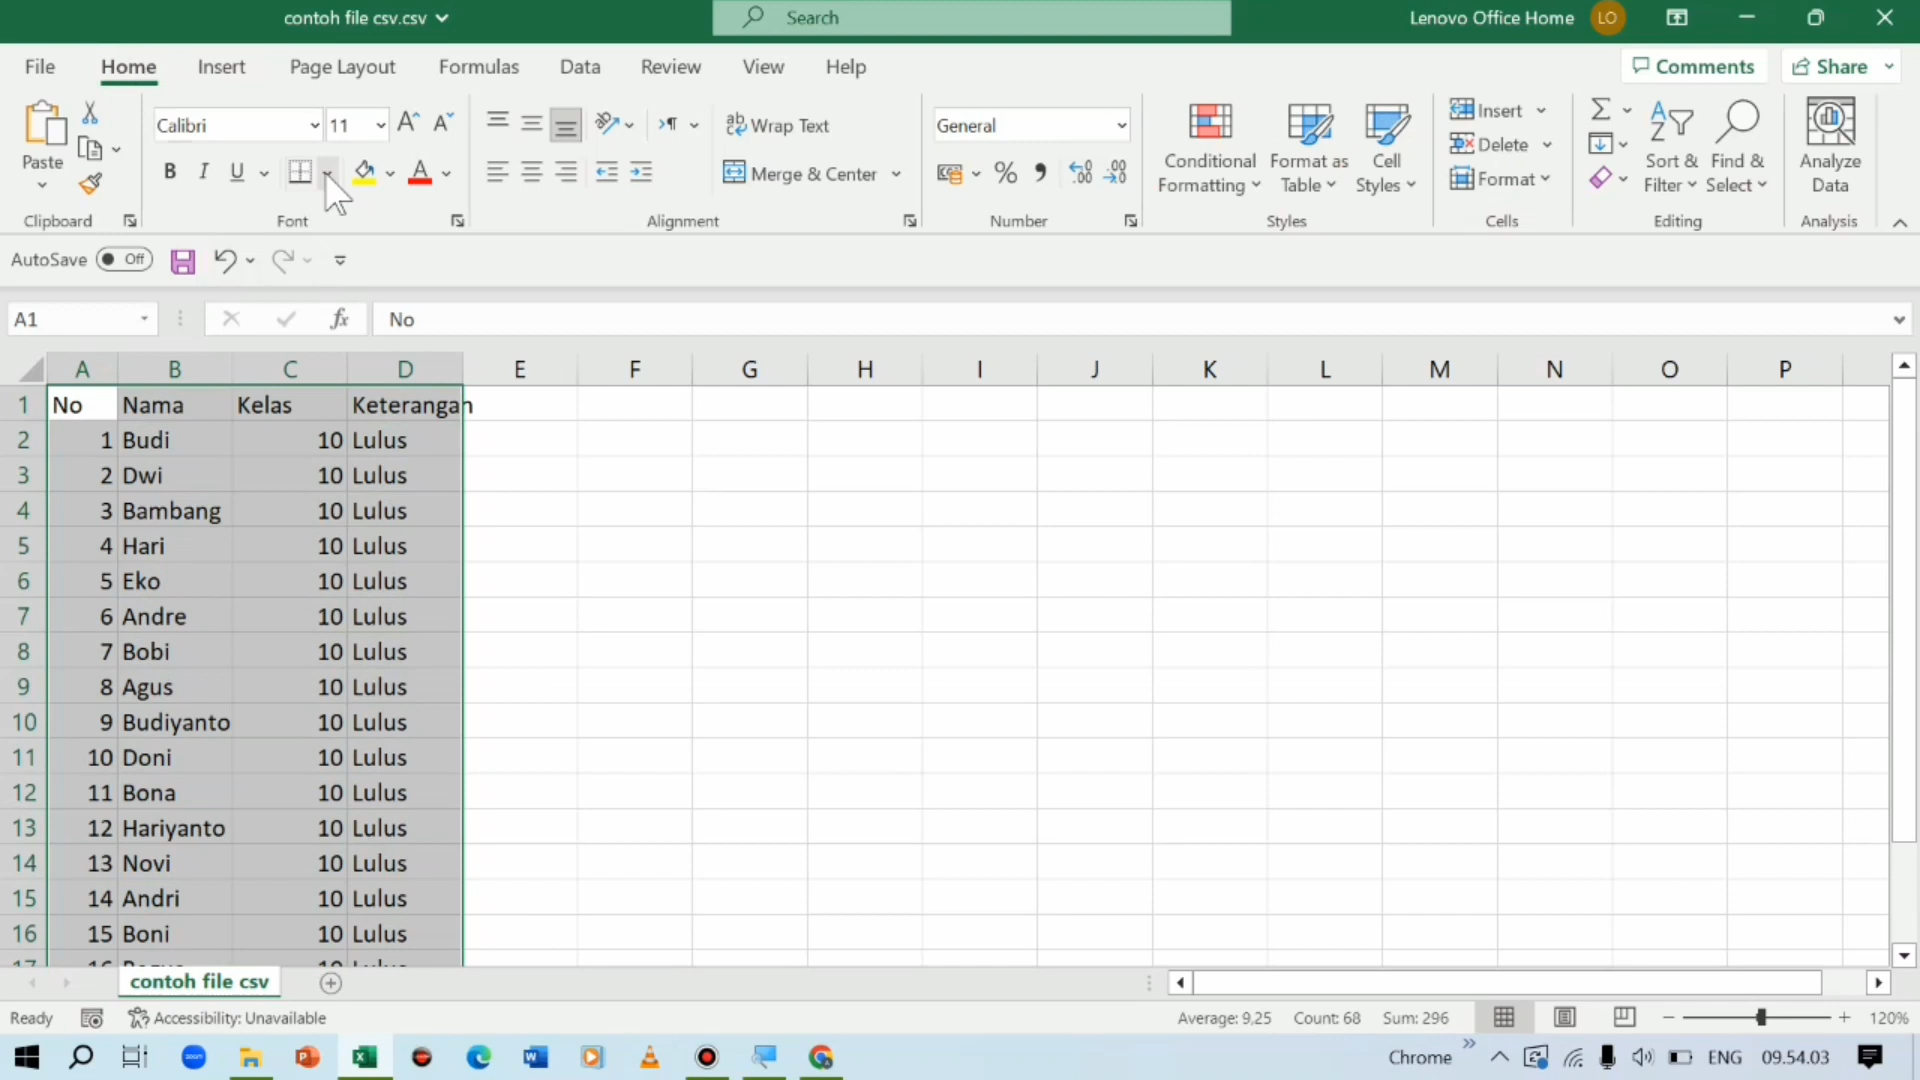 contoh file csv.csv
Search
Lenovo Office Home
LO
File Home Insert Page Layout Formulas Data Review View Help
Comments
Share
Calibri
11
Wrap Text
General
Insert
Delete
Format
Paste
B I U
Merge & Center
% 9
Conditional Formatting
Format as Table
Cell Styles
Sort & Filter
Find & Select
Analyze Data
Clipboard
Font
Alignment
Number
Styles
Cells
Editing
Analysis
AutoSave Off
A1
fx
No
A B C D E F G H I J K L M N O P
1 No Nama Kelas Keterangan
2 1 Budi 10 Lulus
3 2 Dwi 10 Lulus
4 3 Bambang 10 Lulus
5 4 Hari 10 Lulus
6 5 Eko 10 Lulus
7 6 Andre 10 Lulus
8 7 Bobi 10 Lulus
9 8 Agus 10 Lulus
10 9 Budiyanto 10 Lulus
11 10 Doni 10 Lulus
12 11 Bona 10 Lulus
13 12 Hariyanto 10 Lulus
14 13 Novi 10 Lulus
15 14 Andri 10 Lulus
16 15 Boni 10 Lulus
contoh file csv
Ready
Accessibility: Unavailable
Average: 9,25 Count: 68 Sum: 296
120%
zoom
Chrome
ENG
09.54.03